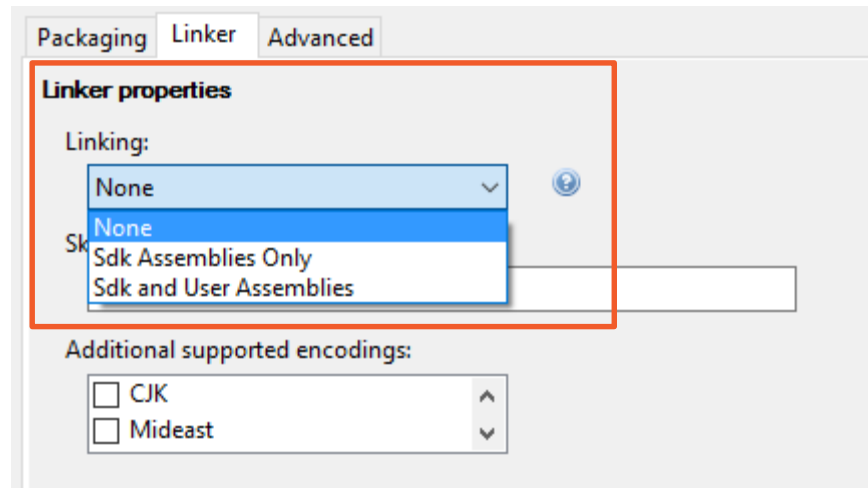 Packaging Linker Advanced
Linker properties
Linking:
None
None
Sk
Sdk Assemblies Only
Sdk and User Assemblies
Additional supported encodings:
CJK
Mideast